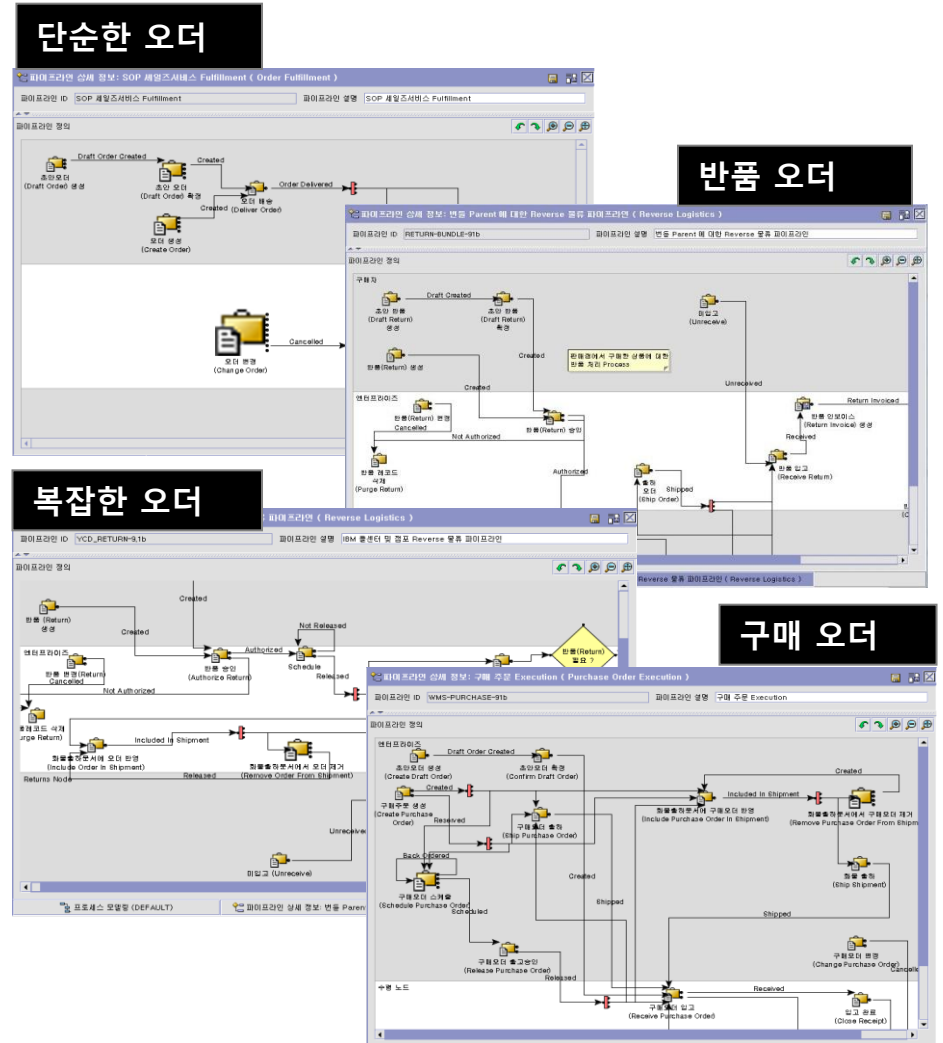 단순한 오더
파이프라인 상세 정보: SOP 세일즈서비스 Fulfillment ( Order Fulfillment )
파이프라인 ID SOP 세일즈서비스 Fulfillment 파이프라인 설명 SOP 세일즈서비스 Fulfillment
파이프라인 정의
Draft Order Created
Created
초안오더
(Draft Order) 생성
초안 오더
(Draft Order) 확정
오더 배송
(Deliver Order)
Order Delivered
Created
오더 생성
(Create Order)
오더 변경
(Change Order)
Cancelled
반품 오더
파이프라인 상세 정보: 번들 Parent 에 대한 Reverse 물류 파이프라인 ( Reverse Logistics )
파이프라인 ID RETURN-BUNDLE-91b 파이프라인 설명 번들 Parent 에 대한 Reverse 물류 파이프라인
파이프라인 정의
구매자
Draft Created
초안 반품
(Draft Return)
생성
초안 반품
(Draft Return)
확정
미입고
(Unreceive)
반품(Return) 생성
Created
판매점에서 구매한 상품에 대한
반품 처리 Process
Unreceived
Created
엔터프라이즈
반품(Return) 변경
Cancelled
Not Authorized
반품(Return) 승인
Return Invoiced
반품 인보이스
(Return Invoice) 생성
Received
반품 레코드
삭제
(Purge Return)
Authorized
출하
오더
(Ship Order)
Shipped
반품 입고
(Receive Return)
Reverse 물류 파이프라인 ( Reverse Logistics )
복잡한 오더
파이프라인 ( Reverse Logistics )
파이프라인 ID YCD_RETURN-9.1b 파이프라인 설명 IBM 콜센터 및 점포 Reverse 물류 파이프라인
파이프라인 정의
Created
반품 (Return)
생성
Created
Not Released
엔터프라이즈
반품 변경(Return)
Cancelled
Not Authorized
반품 승인
(Authorize Return)
Authorized
Schedule
Released
반품(Return)
필요 ?
레코드 삭제
urge Return)
Included In Shipment
화물출하문서에 오더 반영
(Include Order In Shipment)
화물출하문서에서 오더 제거
(Remove Order From Shipment)
Returns Node
Released
Unreceive
미입고 (Unreceive)
프로세스 모델링 (DEFAULT) 파이프라인 상세 정보: 번들 Paren
구매 오더
파이프라인 상세 정보: 구매 주문 Execution ( Purchase Order Execution )
파이프라인 ID WMS-PURCHASE-91b 파이프라인 설명 구매 주문 Execution
파이프라인 정의
엔터프라이즈
Draft Order Created
초안오더 생성
(Create Draft Order)
초안오더 확정
(Confirm Draft Order)
Created
Created
구매주문 생성
(Create Purchase
Order)
Reserved
구매오더 출하
(Ship Purchase Order)
Included In Shipment
화물출하문서에 구매오더 반영
(Include Purchase Order In Shipment)
화물출하문서에서 구매오더 제거
(Remove Purchase Order From Shipm
Back Ordered
구매오더 스케줄
(Schedule Purchase Order)
Scheduled
Created
화물 출하
(Ship Shipment)
Shipped
Shipped
구매오더 출고승인
(Release Purchase Order)
Released
구매오더 변경
(Change Purchase Order)
Cancelle
수령 노드
구매오더 입고
(Receive Purchase Order)
Received
입고 완료
(Close Receipt)